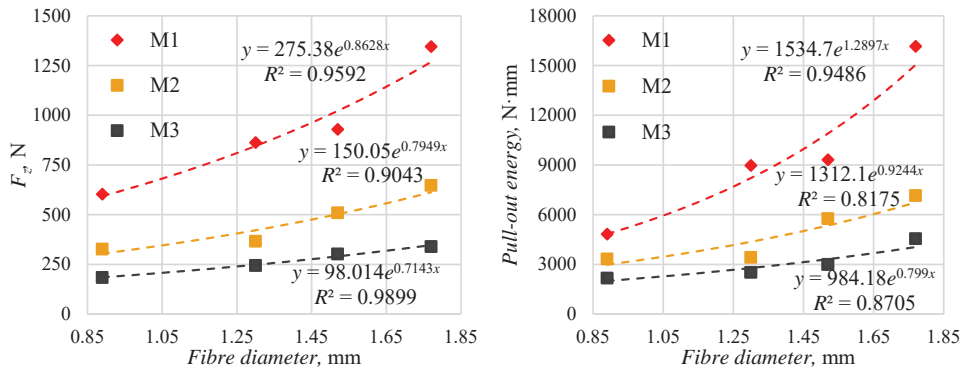 1500
1250
1000
750
500
250
0
F_z, N
M1
M2
M3
y = 275.38e^0.8628x
R² = 0.9592
y = 150.05e^0.7949x
R² = 0.9043
y = 98.014e^0.7143x
R² = 0.9899
0.85 1.05 1.25 1.45 1.65 1.85
Fibre diameter, mm
18000
15000
12000
9000
6000
3000
0
Pull-out energy, N·mm
M1
M2
M3
y = 1534.7e^1.2897x
R² = 0.9486
y = 1312.1e^0.9244x
R² = 0.8175
y = 984.18e^0.799x
R² = 0.8705
0.85 1.05 1.25 1.45 1.65 1.85
Fibre diameter, mm